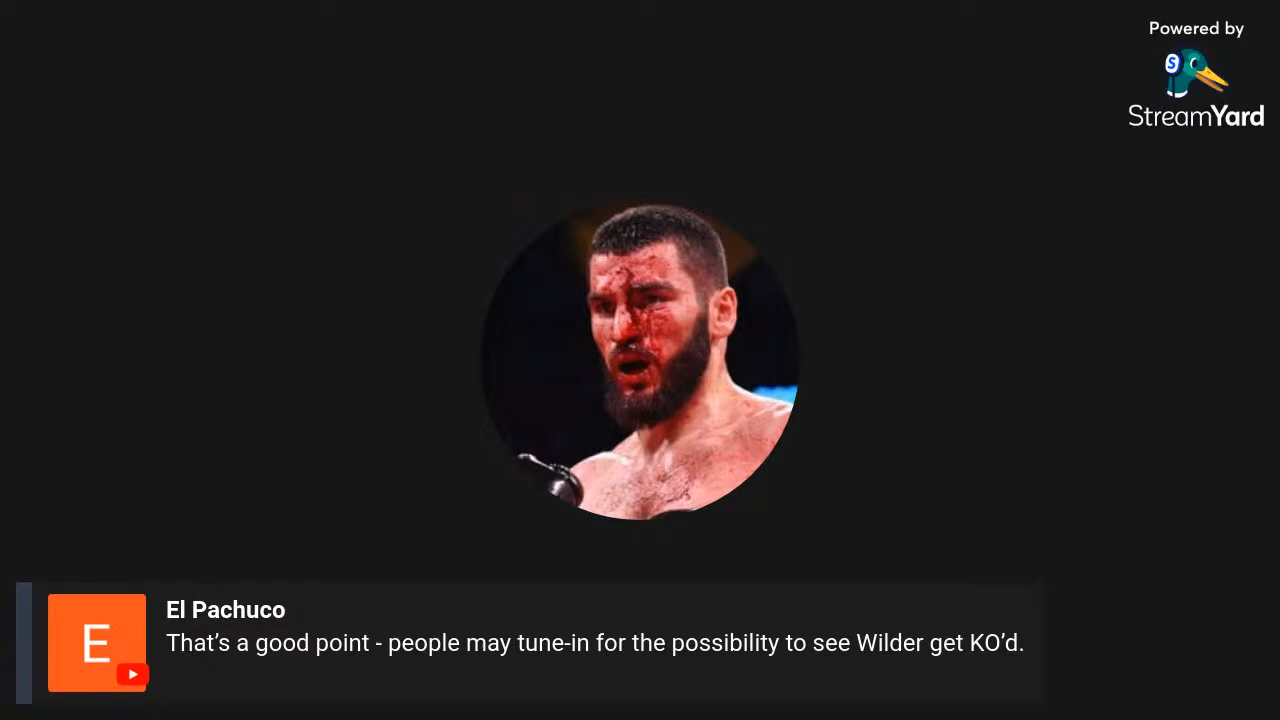 Powered by
S
StreamYard
E
El Pachuco
That’s a good point - people may tune-in for the possibility to see Wilder get KO’d.